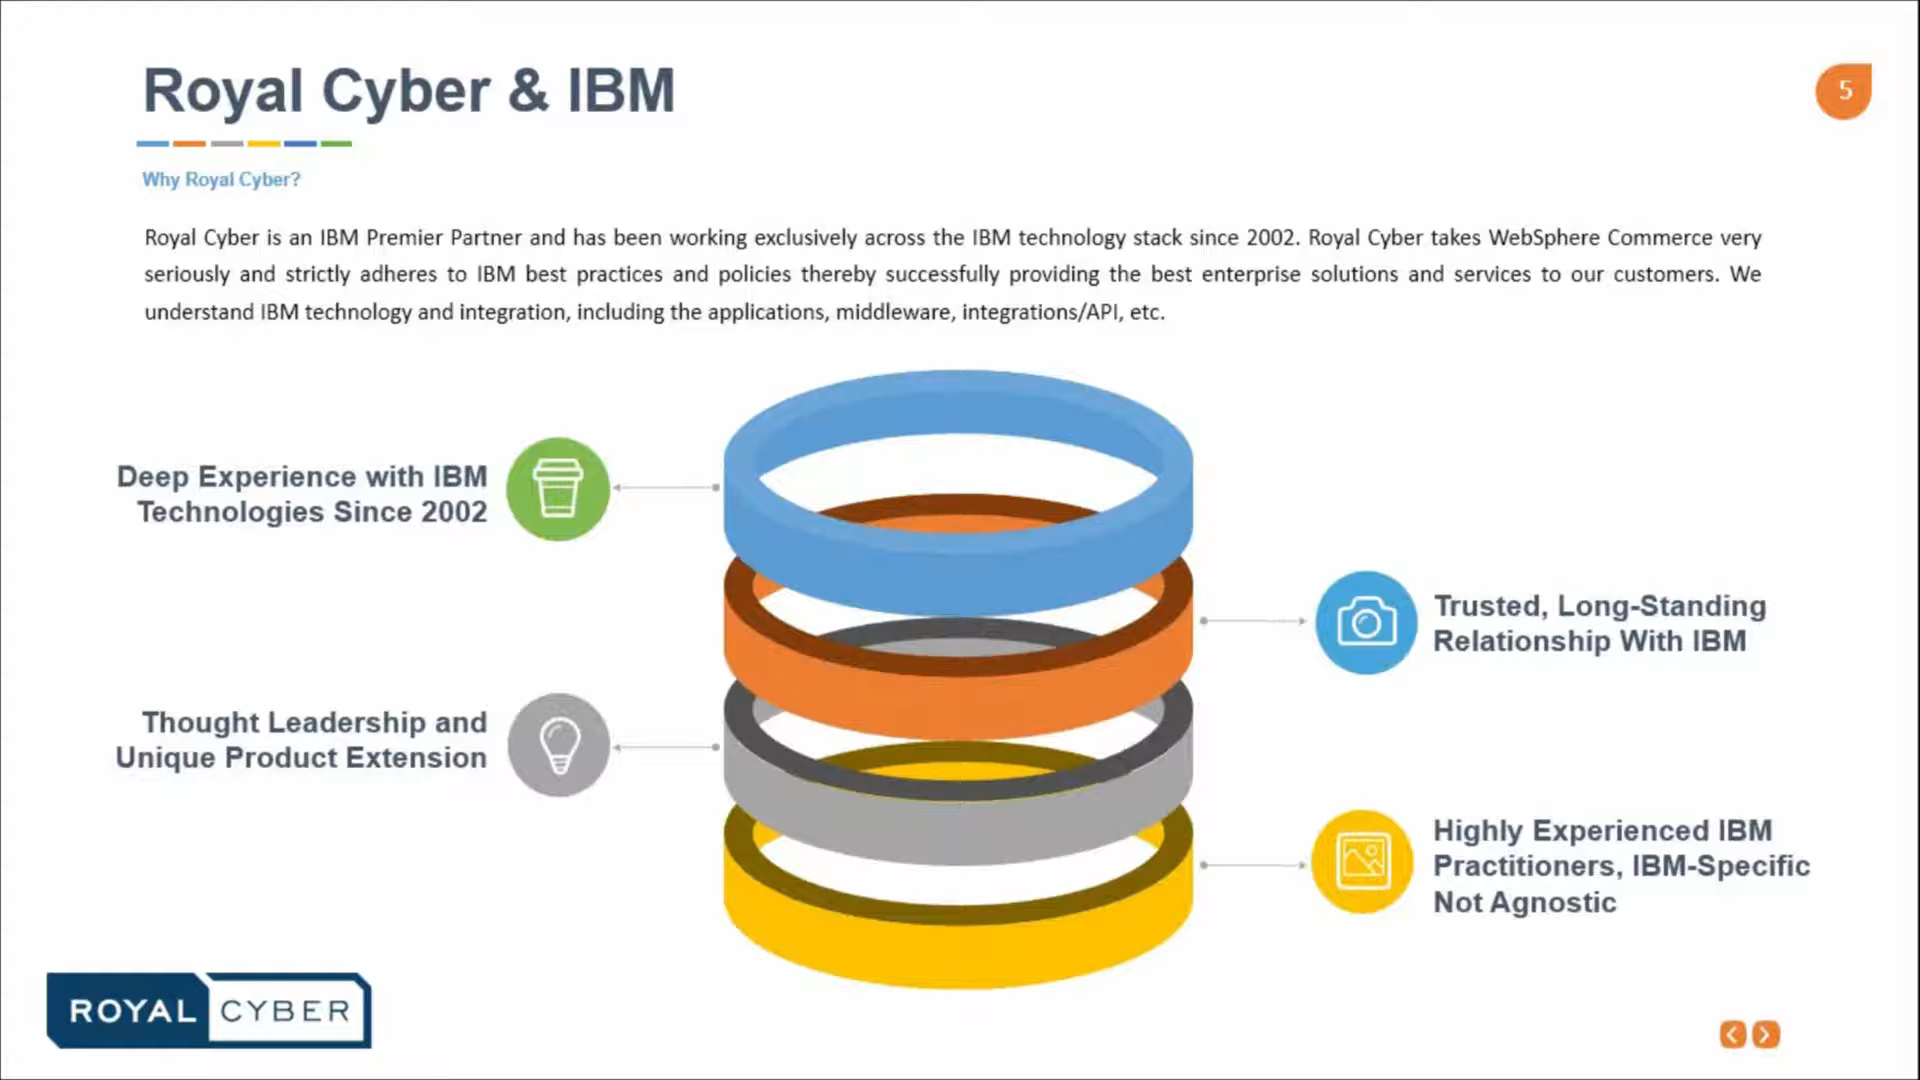 Royal Cyber & IBM
5
Why Royal Cyber?
Royal Cyber is an IBM Premier Partner and has been working exclusively across the IBM technology stack since 2002. Royal Cyber takes WebSphere Commerce very
seriously and strictly adheres to IBM best practices and policies thereby successfully providing the best enterprise solutions and services to our customers. We
understand IBM technology and integration, including the applications, middleware, integrations/API, etc.
Deep Experience with IBM
Technologies Since 2002
Trusted, Long-Standing
Relationship With IBM
Thought Leadership and
Unique Product Extension
Highly Experienced IBM
Practitioners, IBM-Specific
Not Agnostic
ROYAL CYBER